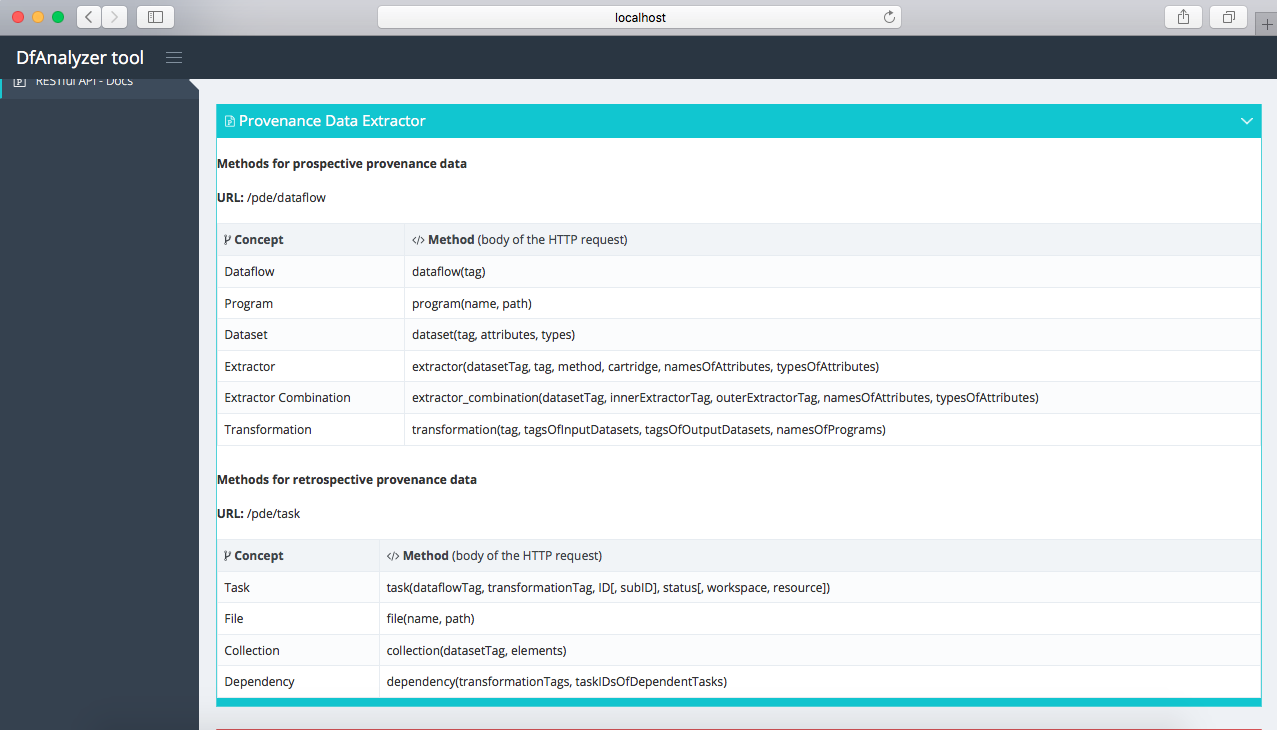 localhost
DfAnalyzer tool
RESTful API - Docs
Provenance Data Extractor
Methods for prospective provenance data
URL: /pde/dataflow
Concept </> Method (body of the HTTP request)
Dataflow dataflow(tag)
Program program(name, path)
Dataset dataset(tag, attributes, types)
Extractor extractor(datasetTag, tag, method, cartridge, namesOfAttributes, typesOfAttributes)
Extractor Combination extractor_combination(datasetTag, innerExtractorTag, outerExtractorTag, namesOfAttributes, typesOfAttributes)
Transformation transformation(tag, tagsOfInputDatasets, tagsOfOutputDatasets, namesOfPrograms)
Methods for retrospective provenance data
URL: /pde/task
Concept </> Method (body of the HTTP request)
Task task(dataflowTag, transformationTag, ID[, subID], status[, workspace, resource])
File file(name, path)
Collection collection(datasetTag, elements)
Dependency dependency(transformationTags, taskIDsOfDependentTasks)